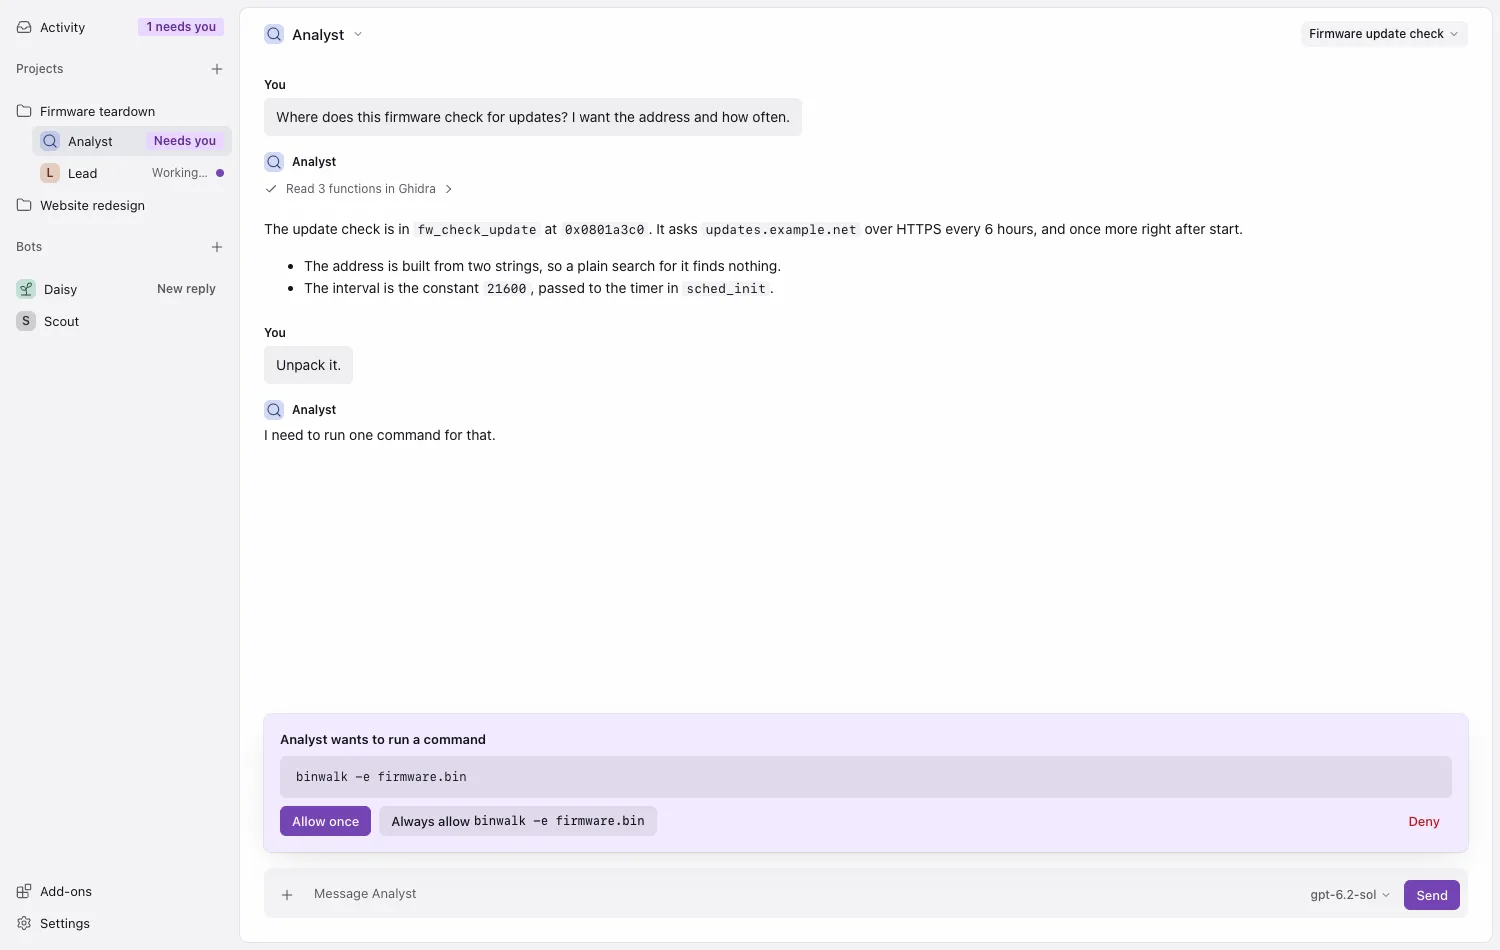 Activity
1 needs you
Projects
Firmware teardown
Analyst
Needs you
L
Lead
Working...
Website redesign
Bots
Daisy
New reply
S
Scout
Add-ons
Settings
Analyst
Firmware update check
You
Where does this firmware check for updates? I want the address and how often.
Analyst
Read 3 functions in Ghidra
The update check is in fw_check_update at 0x0801a3c0. It asks updates.example.net over HTTPS every 6 hours, and once more right after start.
• The address is built from two strings, so a plain search for it finds nothing.
• The interval is the constant 21600, passed to the timer in sched_init.
You
Unpack it.
Analyst
I need to run one command for that.
Analyst wants to run a command
binwalk -e firmware.bin
Allow once
Always allow binwalk -e firmware.bin
Deny
Message Analyst
gpt-6.2-sol
Send